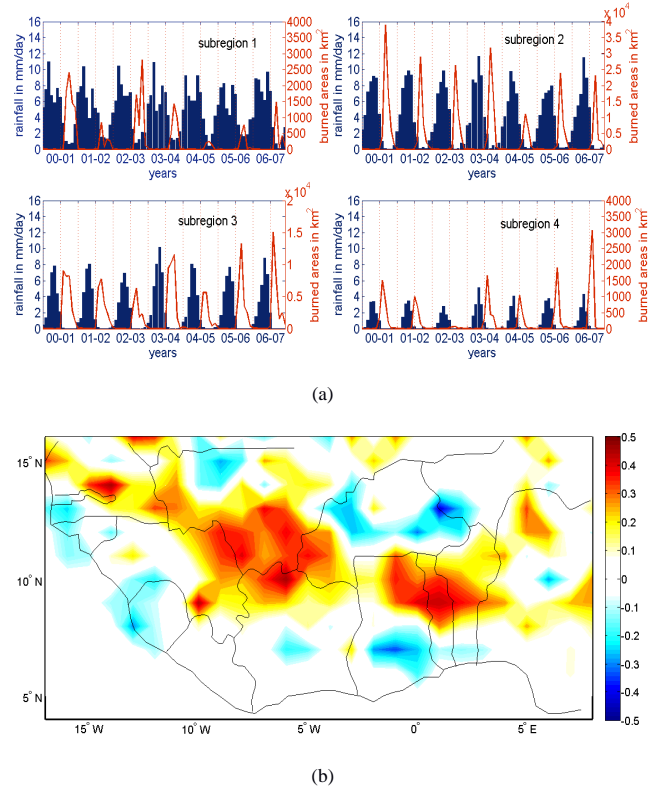 subregion 1
rainfall in mm/day
16
14
12
10
8
6
4
2
0
4000
3500
3000
2500
2000
1500
1000
500
0
burned areas in km²
00-01 01-02 02-03 03-04 04-05 05-06 06-07
years
subregion 2
rainfall in mm/day
16
14
12
10
8
6
4
2
0
x 10⁴
4
3.5
3
2.5
2
1.5
1
0.5
0
burned areas in km²
00-01 01-02 02-03 03-04 04-05 05-06 06-07
years
subregion 3
rainfall in mm/day
16
14
12
10
8
6
4
2
0
x 10⁴
2
1.5
1
0.5
0
burned areas in km²
00-01 01-02 02-03 03-04 04-05 05-06 06-07
years
subregion 4
rainfall in mm/day
16
14
12
10
8
6
4
2
0
4000
3500
3000
2500
2000
1500
1000
500
0
burned areas in km²
00-01 01-02 02-03 03-04 04-05 05-06 06-07
years
(a)
15° N
10° N
5° N
15° W 10° W 5° W 0° 5° E
0.5
0.4
0.3
0.2
0.1
0
-0.1
-0.2
-0.3
-0.4
-0.5
(b)